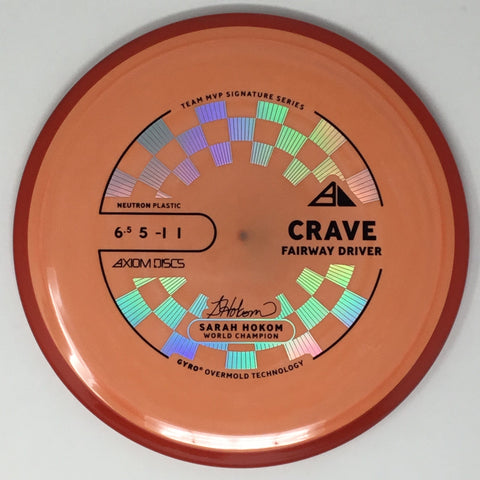 TEAM MVP SIGNATURE SERIES
NEUTRON PLASTIC
6.5 5 -1 1
AXIOM DISCS
CRAVE
FAIRWAY DRIVER
SHokom
SARAH HOKOM
WORLD CHAMPION
GYRO® OVERMOLD TECHNOLOGY